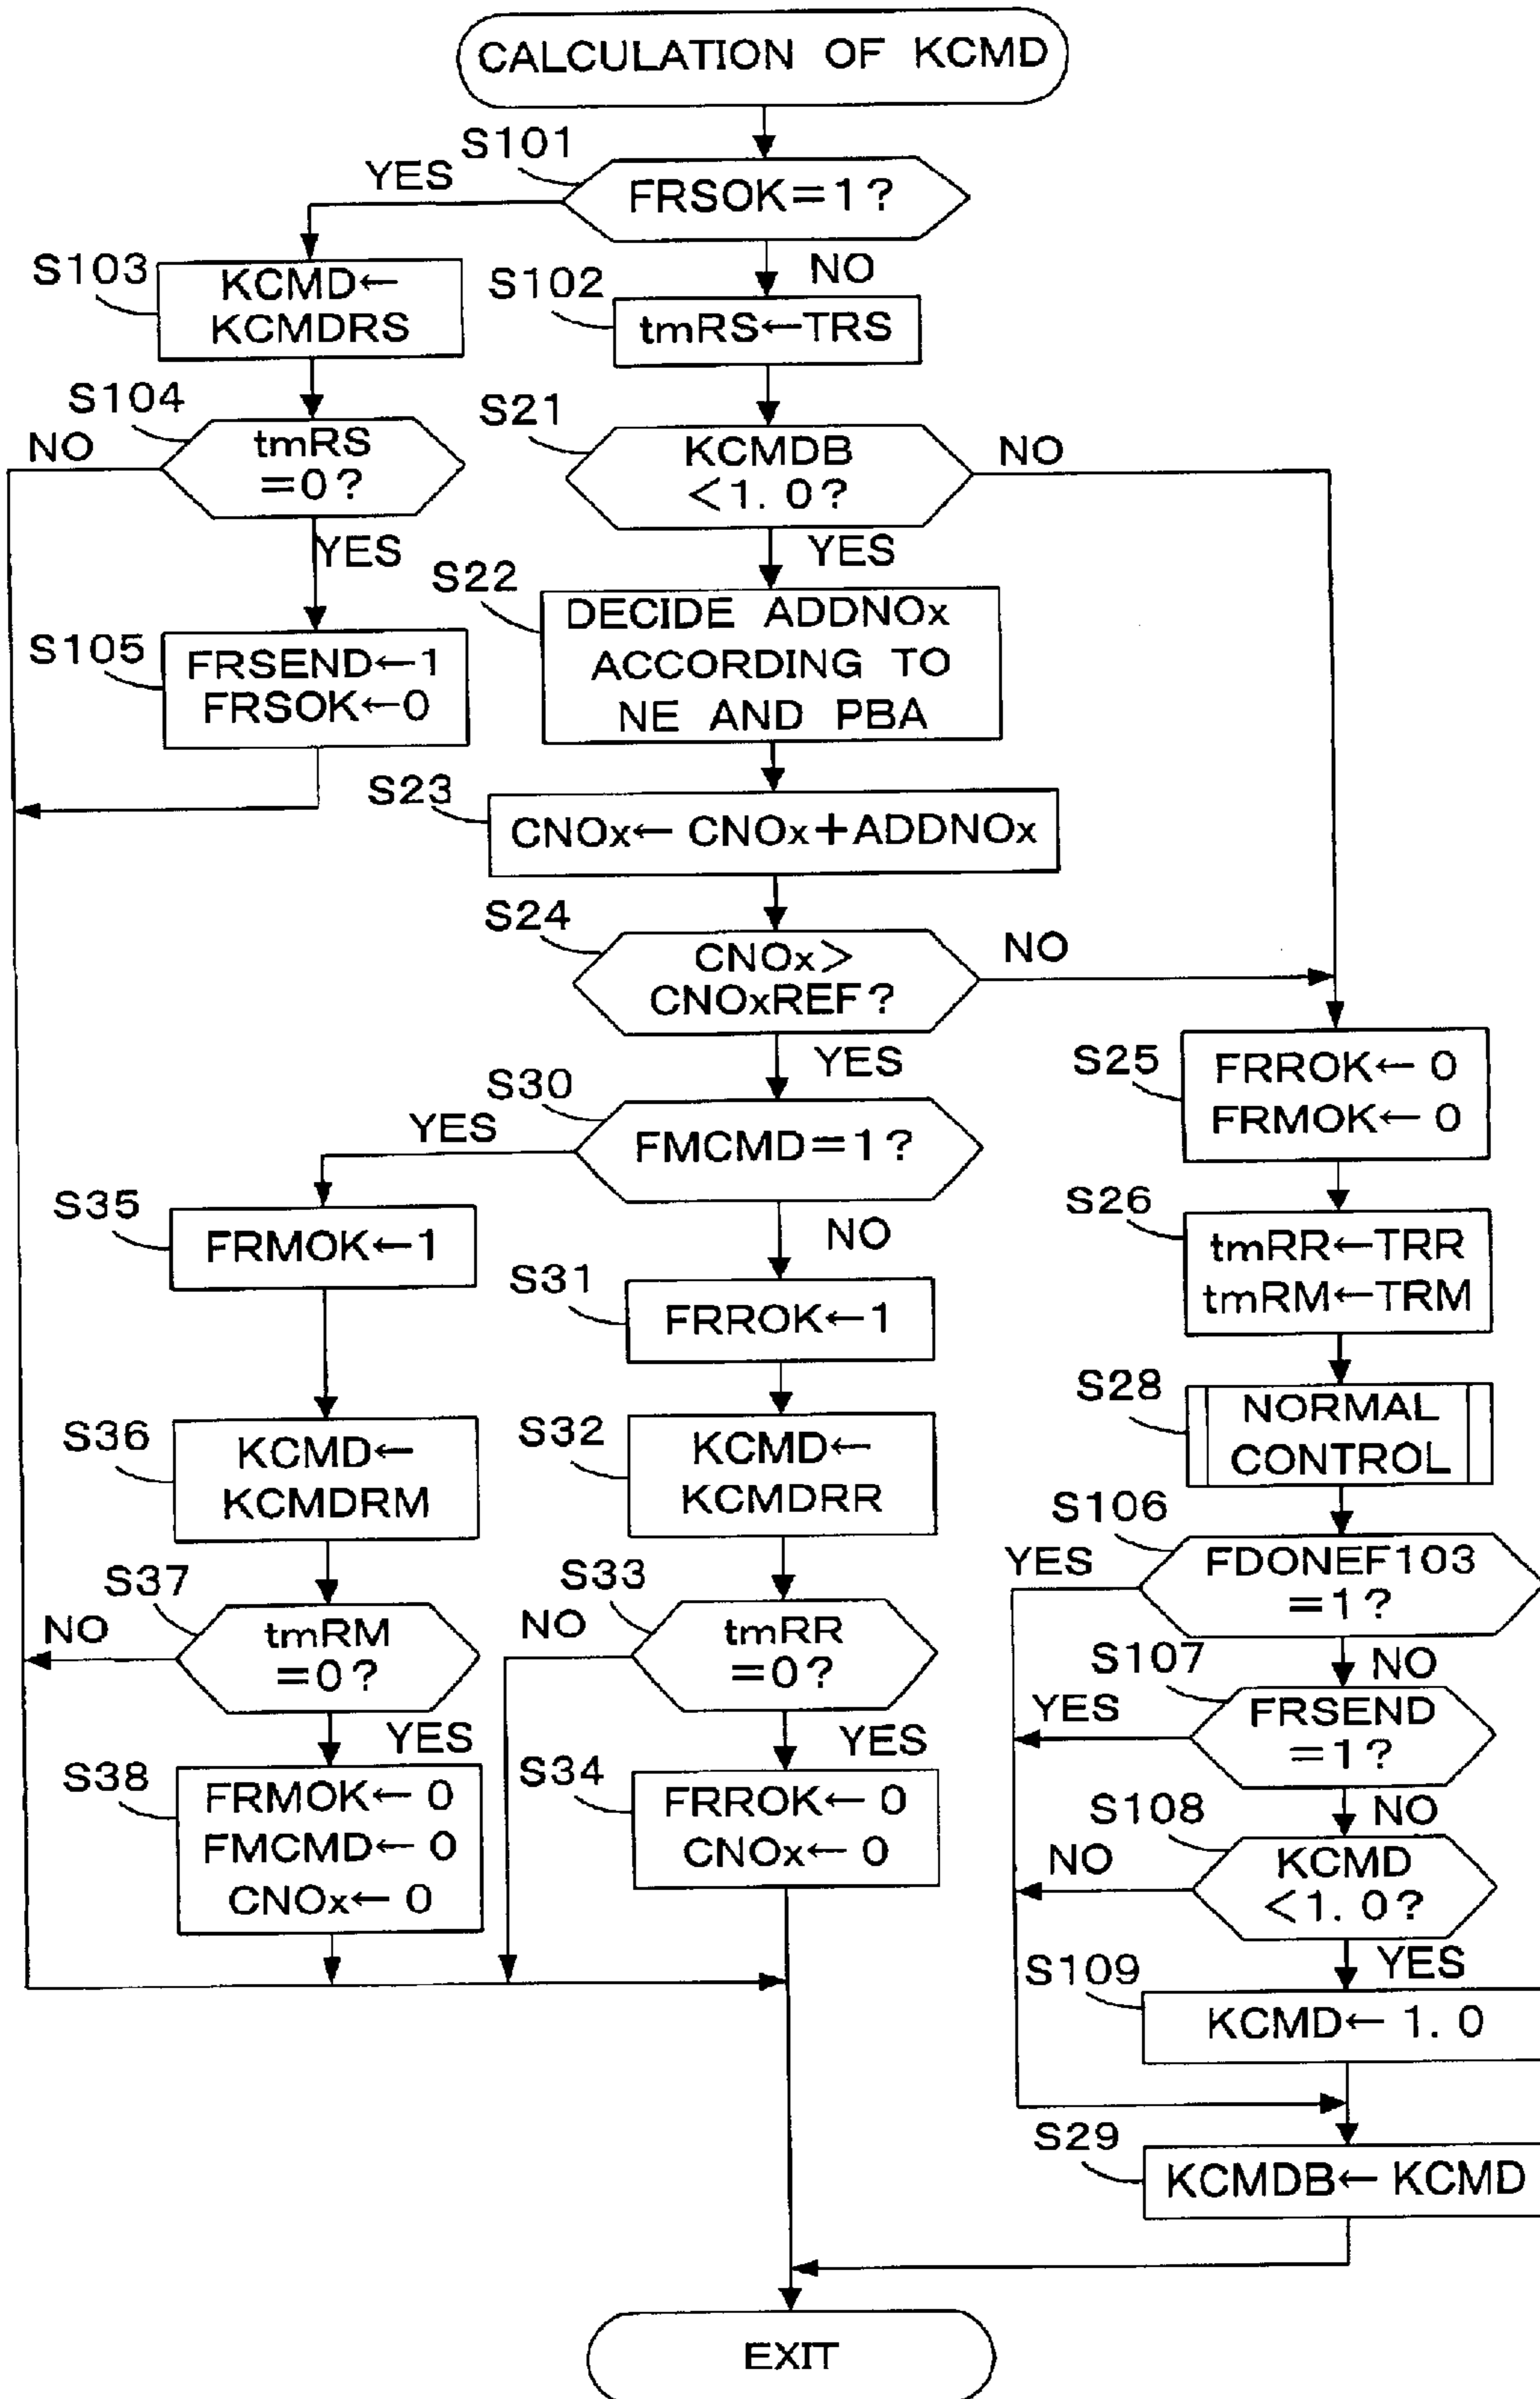 CALCULATION OF KCMD
S101
YES
FRSOK=1?
NO
S103
KCMD←
KCMDRS
S102
tmRS←TRS
S104
NO
tmRS
=0?
YES
S21
KCMDB
<1.0?
NO
YES
S105
FRSEND←1
FRSOK←0
S22
DECIDE ADDNOx
ACCORDING TO
NE AND PBA
S23
CNOx← CNOx+ADDNOx
S24
CNOx>
CNOxREF?
NO
YES
S25
FRROK← 0
FRMOK← 0
S30
YES
FMCMD=1?
NO
S26
tmRR←TRR
tmRM←TRM
S35
FRMOK←1
S31
FRROK←1
S28
NORMAL
CONTROL
S36
KCMD←
KCMDRM
S32
KCMD←
KCMDRR
S106
YES
FDONEF103
=1?
NO
S37
NO
tmRM
=0?
YES
S33
NO
tmRR
=0?
YES
S107
YES
FRSEND
=1?
NO
S38
FRMOK← 0
FMCMD← 0
CNOx← 0
S34
FRROK← 0
CNOx← 0
S108
NO
KCMD
<1.0?
YES
S109
KCMD← 1.0
S29
KCMDB← KCMD
EXIT